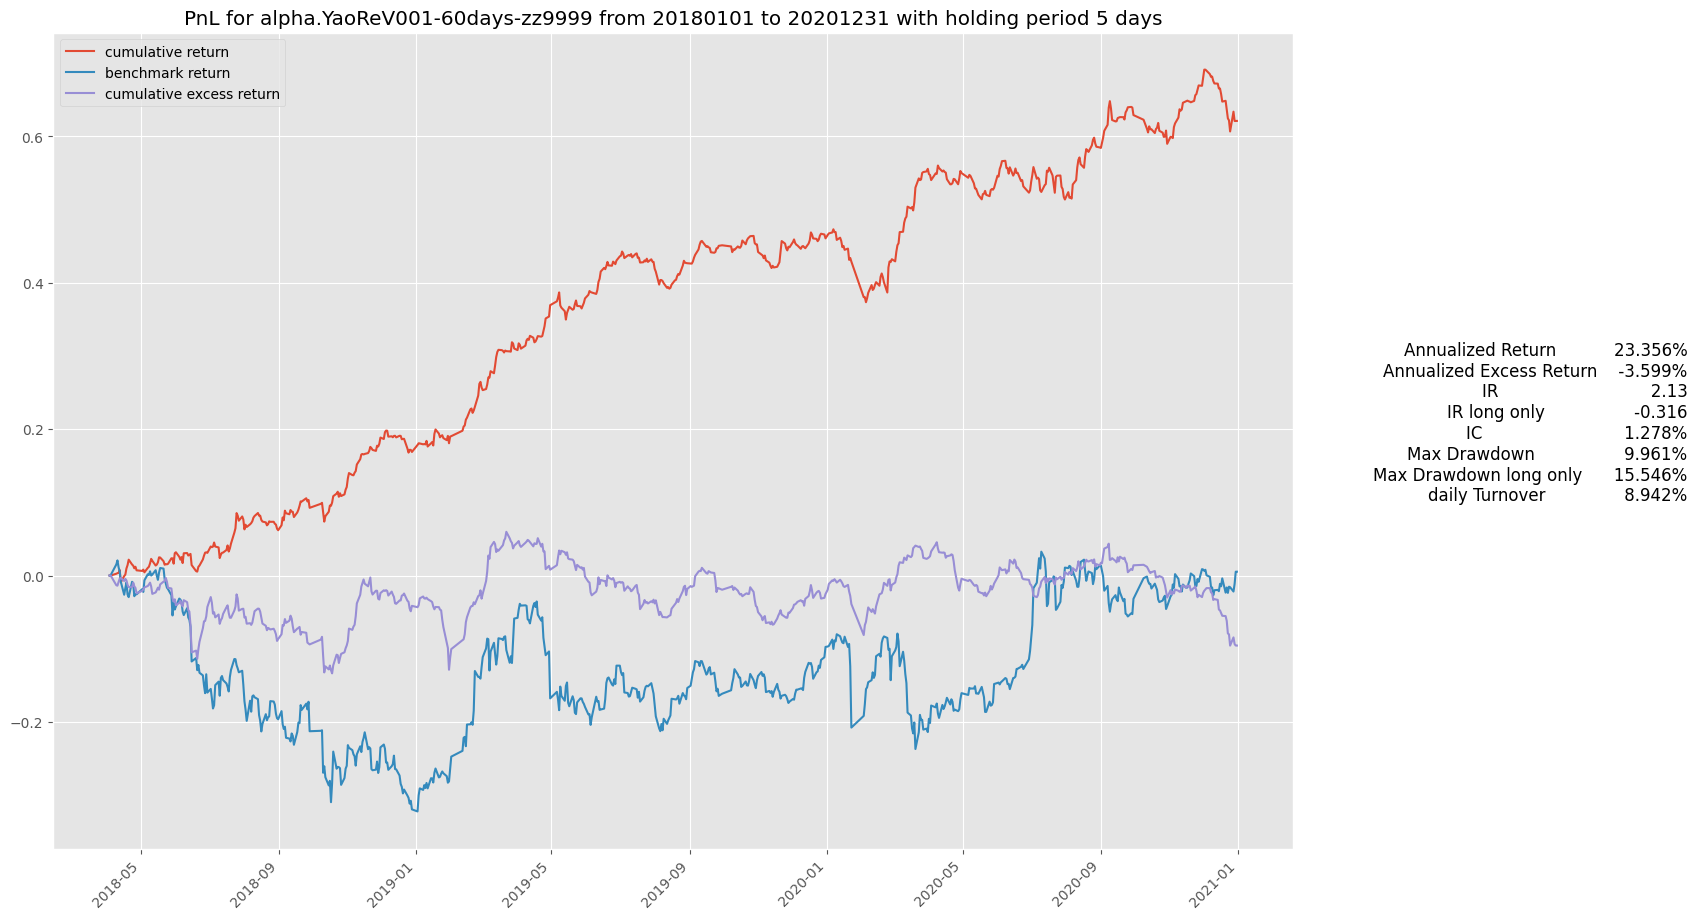 PnL for alpha.YaoReV001-60days-zz9999 from 20180101 to 20201231 with holding period 5 days
cumulative return
benchmark return
cumulative excess return
0.6
0.4
0.2
0.0
−0.2
2018-05
2018-09
2019-01
2019-05
2019-09
2020-01
2020-05
2020-09
2021-01
Annualized Return 23.356%
Annualized Excess Return -3.599%
IR 2.13
IR long only -0.316
IC 1.278%
Max Drawdown 9.961%
Max Drawdown long only 15.546%
daily Turnover 8.942%